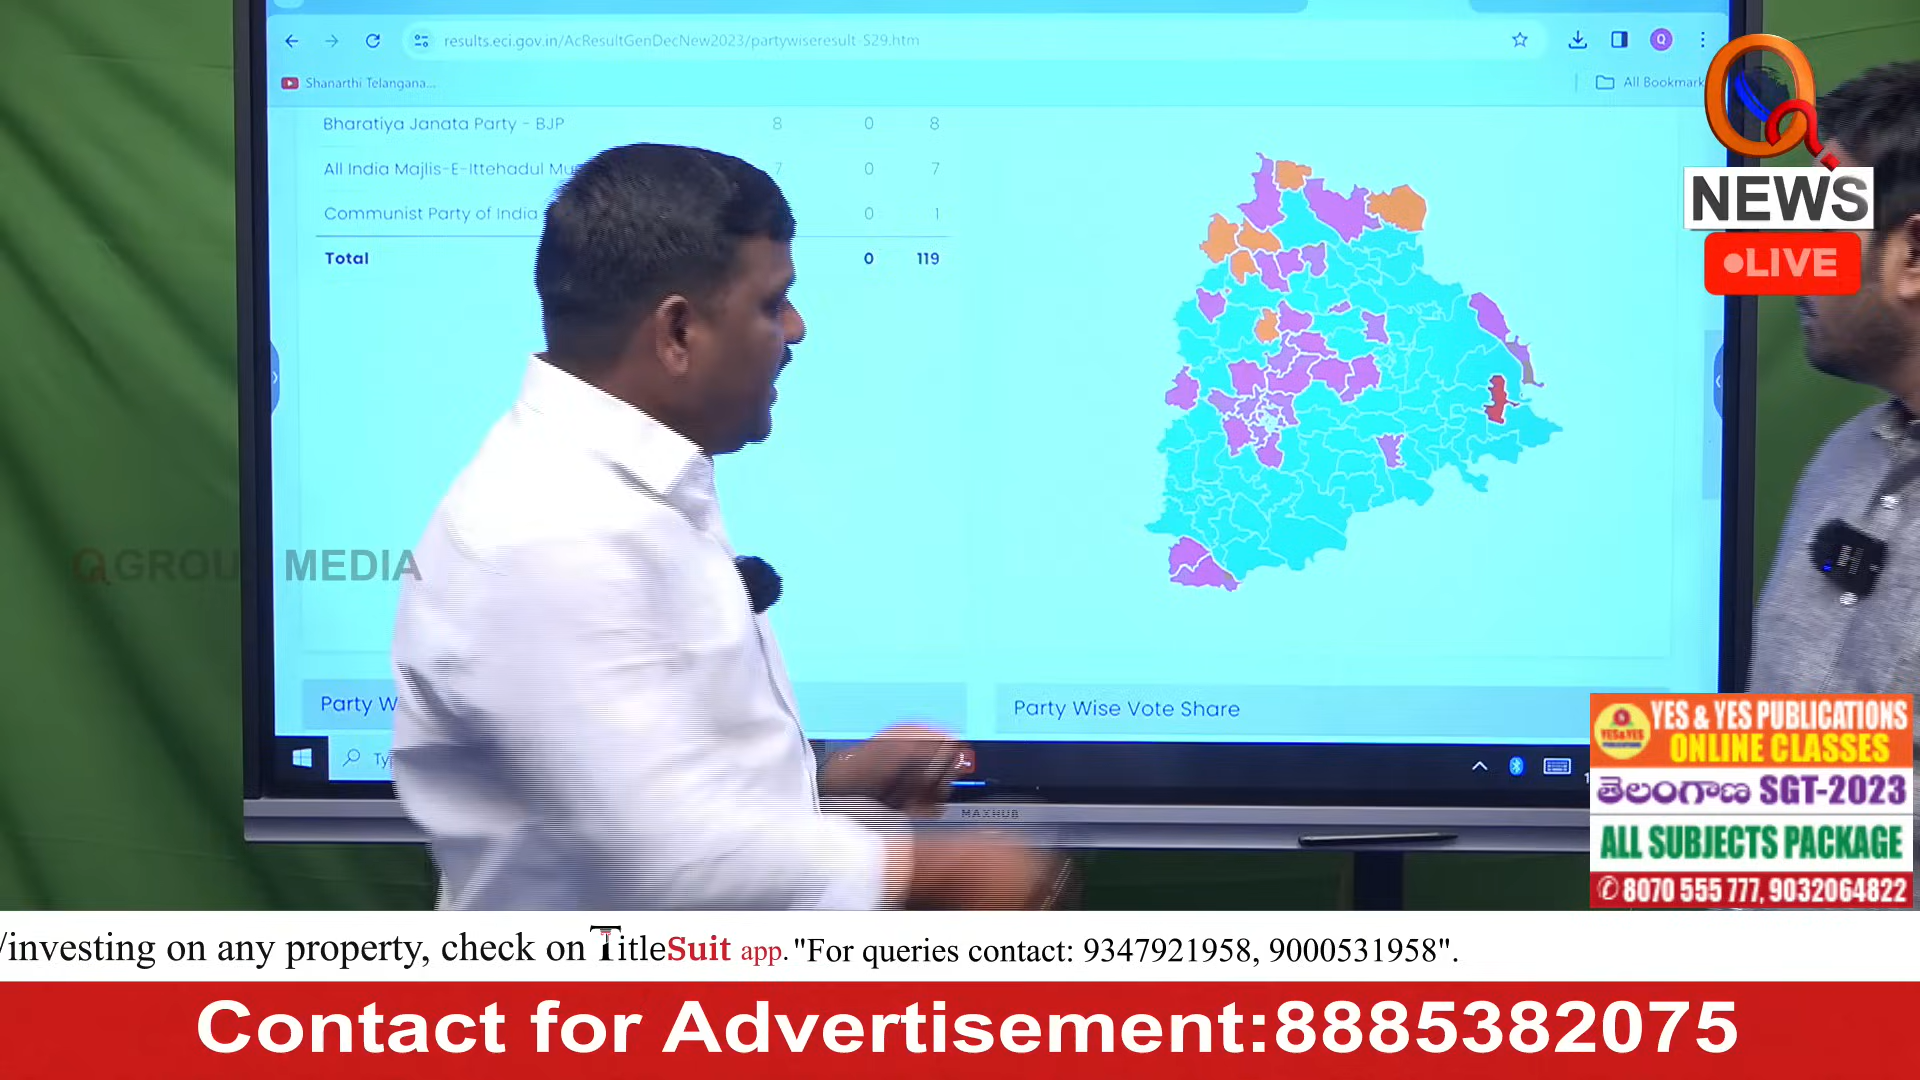 results.eci.gov.in/AcResultGenDecNew2023/partywiseresult-S29.htm
Shanarthi Telangana...
All Bookmark
Bharatiya Janata Party - BJP 8 0 8
All India Majlis-E-Ittehadul Mu 7 0 7
Communist Party of India 0 1
Total 0 119
Q
NEWS
LIVE
QGROU MEDIA
Party W
Party Wise Vote Share
MAXHUB
YES & YES PUBLICATIONS
ONLINE CLASSES
తెలంగాణ SGT-2023
ALL SUBJECTS PACKAGE
8070 555 777, 9032064822
/investing on any property, check on TitleSuit app. "For queries contact: 9347921958, 9000531958".
Contact for Advertisement:8885382075